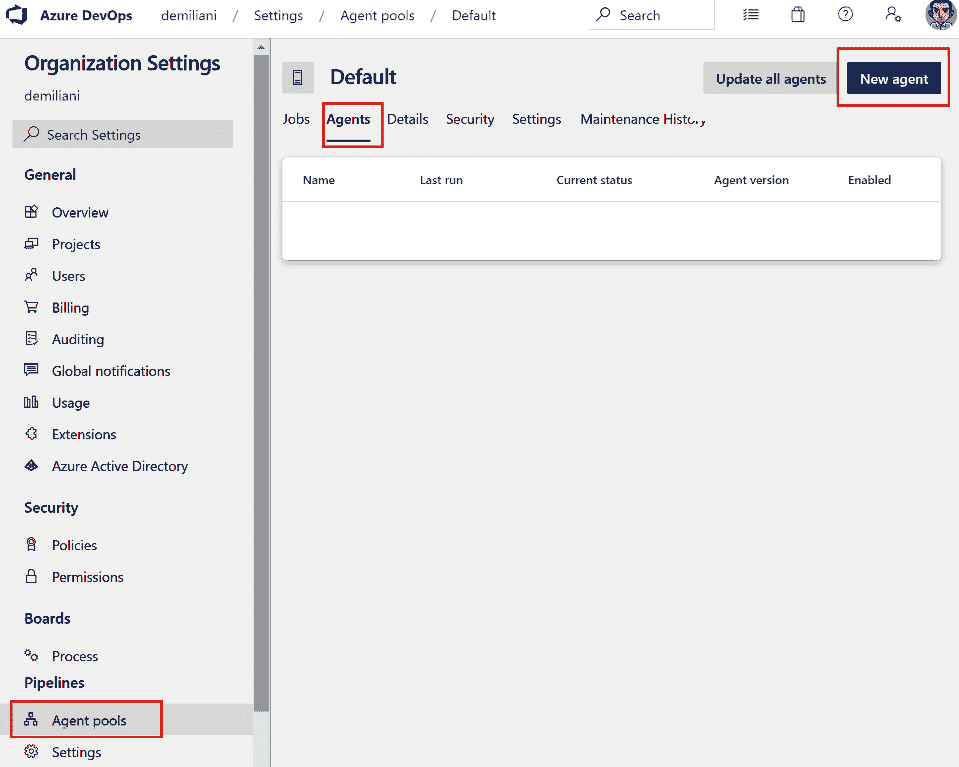 Azure DevOps demiliani / Settings / Agent pools / Default Search
Organization Settings
demiliani
Search Settings
General
Overview
Projects
Users
Billing
Auditing
Global notifications
Usage
Extensions
Azure Active Directory
Security
Policies
Permissions
Boards
Process
Pipelines
Agent pools
Settings
Default
Update all agents New agent
Jobs Agents Details Security Settings Maintenance History
Name Last run Current status Agent version Enabled